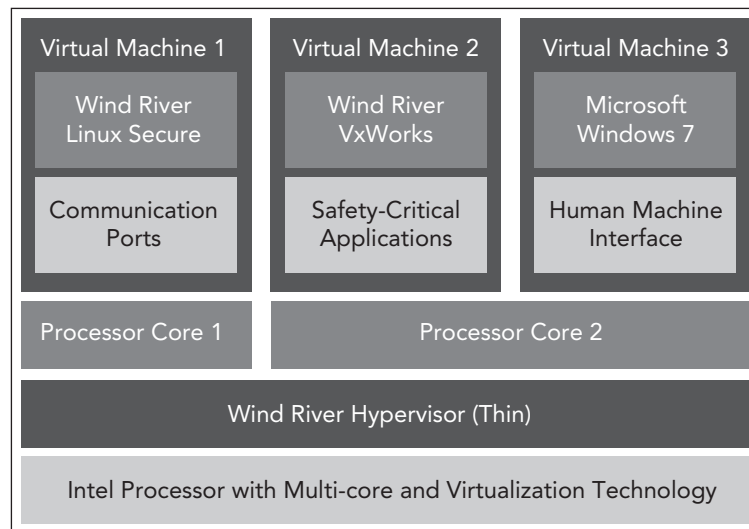 Virtual Machine 1
Wind River
Linux Secure
Communication
Ports
Virtual Machine 2
Wind River
VxWorks
Safety-Critical
Applications
Virtual Machine 3
Microsoft
Windows 7
Human Machine
Interface
Processor Core 1
Processor Core 2
Wind River Hypervisor (Thin)
Intel Processor with Multi-core and Virtualization Technology